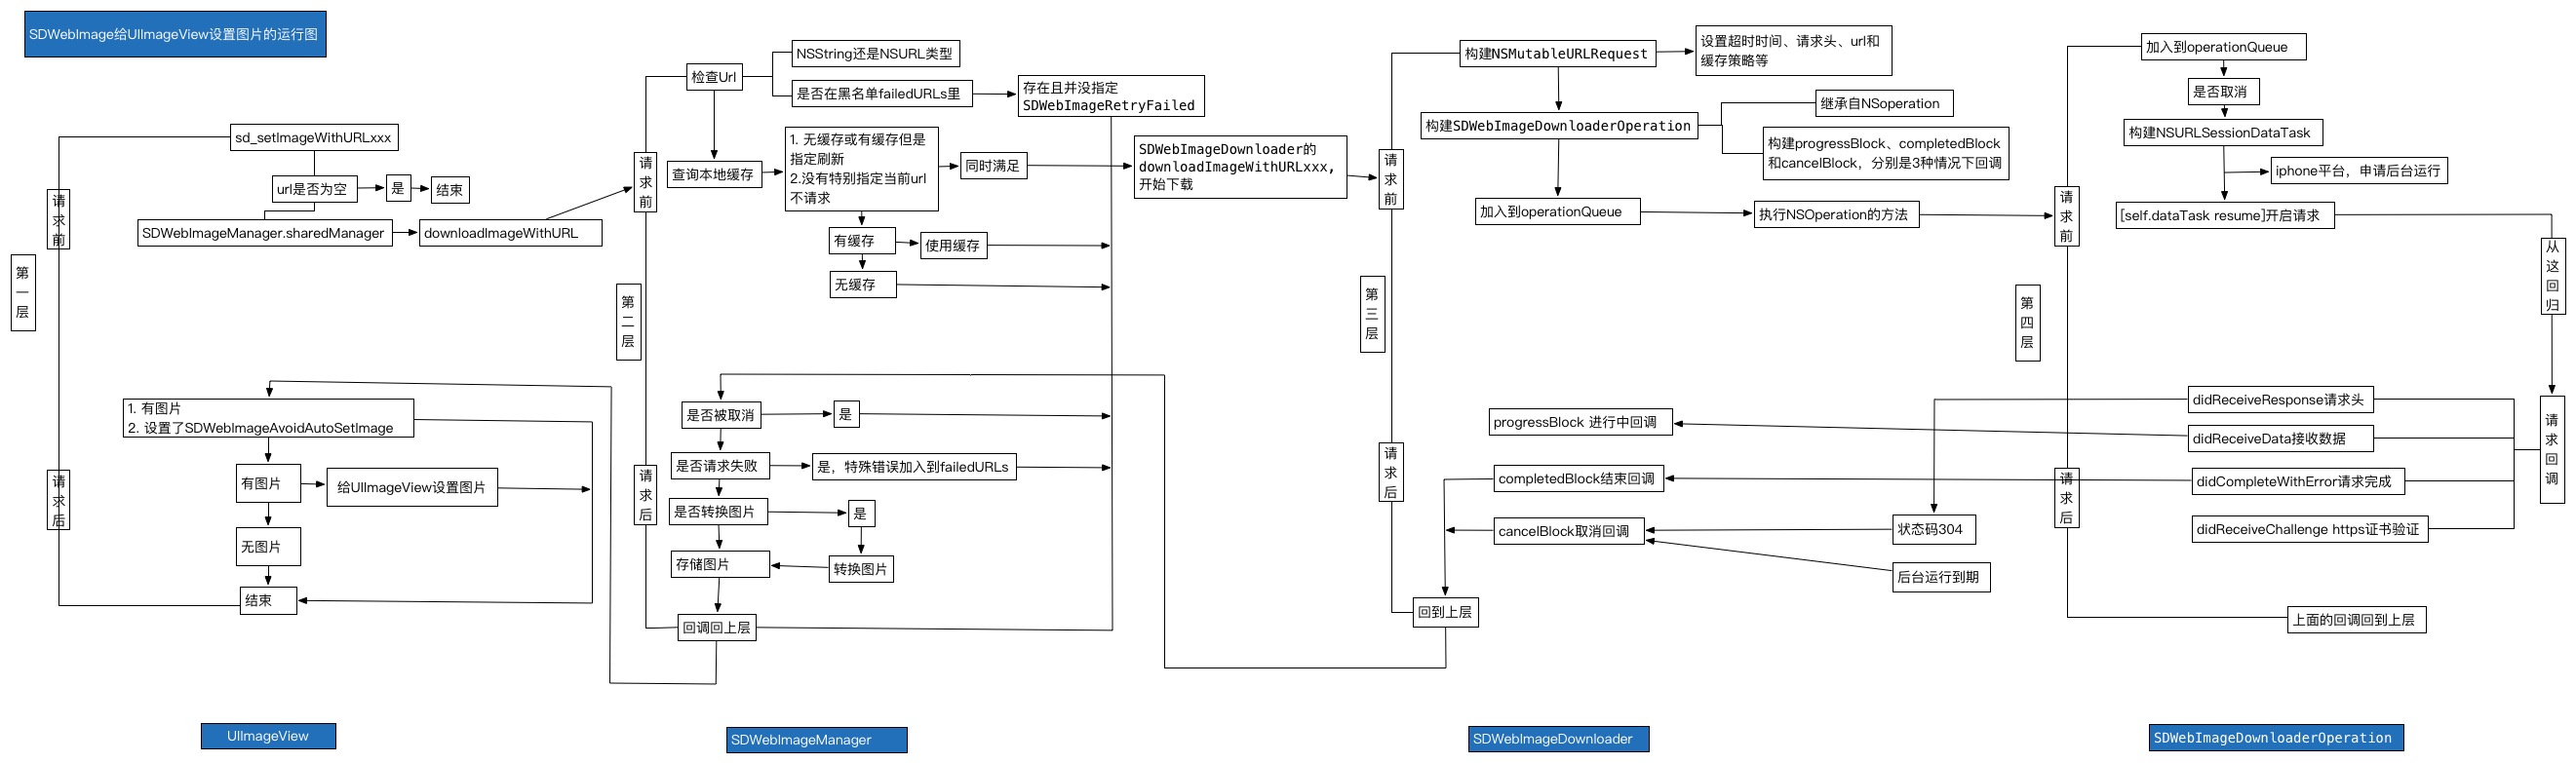 SDWebImage给UIImageView设置图片的运行图
第
一
层
请
求
前
sd_setImageWithURLxxx
url是否为空
是
结束
SDWebImageManager.sharedManager
downloadImageWithURL
请
求
后
1. 有图片
2. 设置了SDWebImageAvoidAutoSetImage
有图片
给UIImageView设置图片
无图片
结束
UIImageView
第
二
层
请
求
前
检查Url
NSString还是NSURL类型
是否在黑名单failedURLs里
存在且并没指定
SDWebImageRetryFailed
查询本地缓存
1. 无缓存或有缓存但是
指定刷新
2.没有特别指定当前url
不请求
同时满足
SDWebImageDownloader的
downloadImageWithURLxxx,
开始下载
有缓存
使用缓存
无缓存
请
求
后
是否被取消
是
是否请求失败
是，特殊错误加入到failedURLs
是否转换图片
是
存储图片
转换图片
回调回上层
SDWebImageManager
第
三
层
请
求
前
构建NSMutableURLRequest
设置超时时间、请求头、url和
缓存策略等
构建SDWebImageDownloaderOperation
继承自NSoperation
构建progressBlock、completedBlock
和cancelBlock，分别是3种情况下回调
加入到operationQueue
执行NSOperation的方法
请
求
后
progressBlock 进行中回调
completedBlock结束回调
cancelBlock取消回调
状态码304
后台运行到期
回到上层
SDWebImageDownloader
第
四
层
请
求
前
加入到operationQueue
是否取消
构建NSURLSessionDataTask
iphone平台，申请后台运行
[self.dataTask resume]开启请求
从
这
回
归
请
求
回
调
请
求
后
didReceiveResponse请求头
didReceiveData接收数据
didCompleteWithError请求完成
didReceiveChallenge https证书验证
上面的回调回到上层
SDWebImageDownloaderOperation